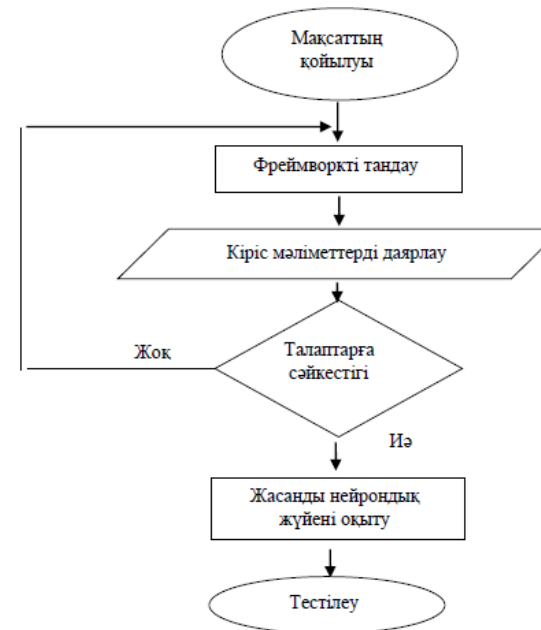 Мақсаттың
қойылуы
Фреймворкті таңдау
Кіріс мәліметтерді даярлау
Талаптарға
сәйкестігі
Жоқ
Иә
Жасанды нейрондық
жүйені оқыту
Тестілеу